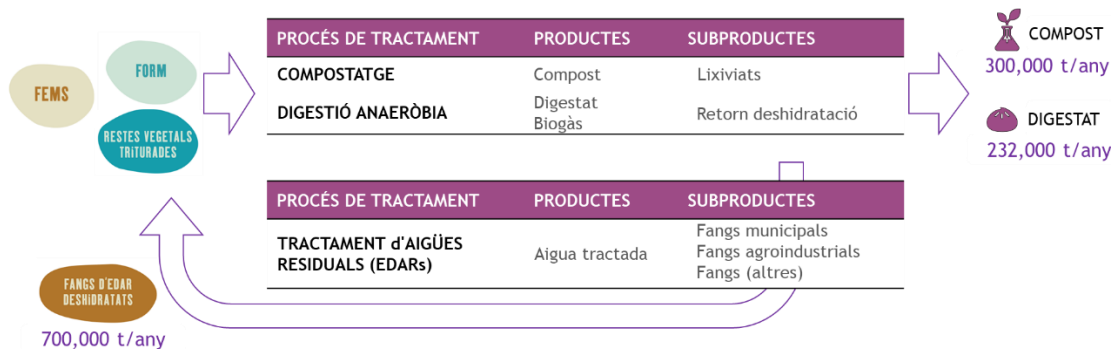 FEMS
FORM
RESTES VEGETALS
TRITURADES
PROCÉS DE TRACTAMENT PRODUCTES SUBPRODUCTES
COMPOSTATGE Compost Lixiviats
DIGESTIÓ ANAERÒBIA Digestat
Biogàs Retorn deshidratació
COMPOST
300,000 t/any
DIGESTAT
232,000 t/any
PROCÉS DE TRACTAMENT PRODUCTES SUBPRODUCTES
TRACTAMENT d'AIGÜES
RESIDUALS (EDARs)
Aigua tractada
Fangs municipals
Fangs agroindustrials
Fangs (altres)
FANGS D'EDAR
DESHIDRATATS
700,000 t/any